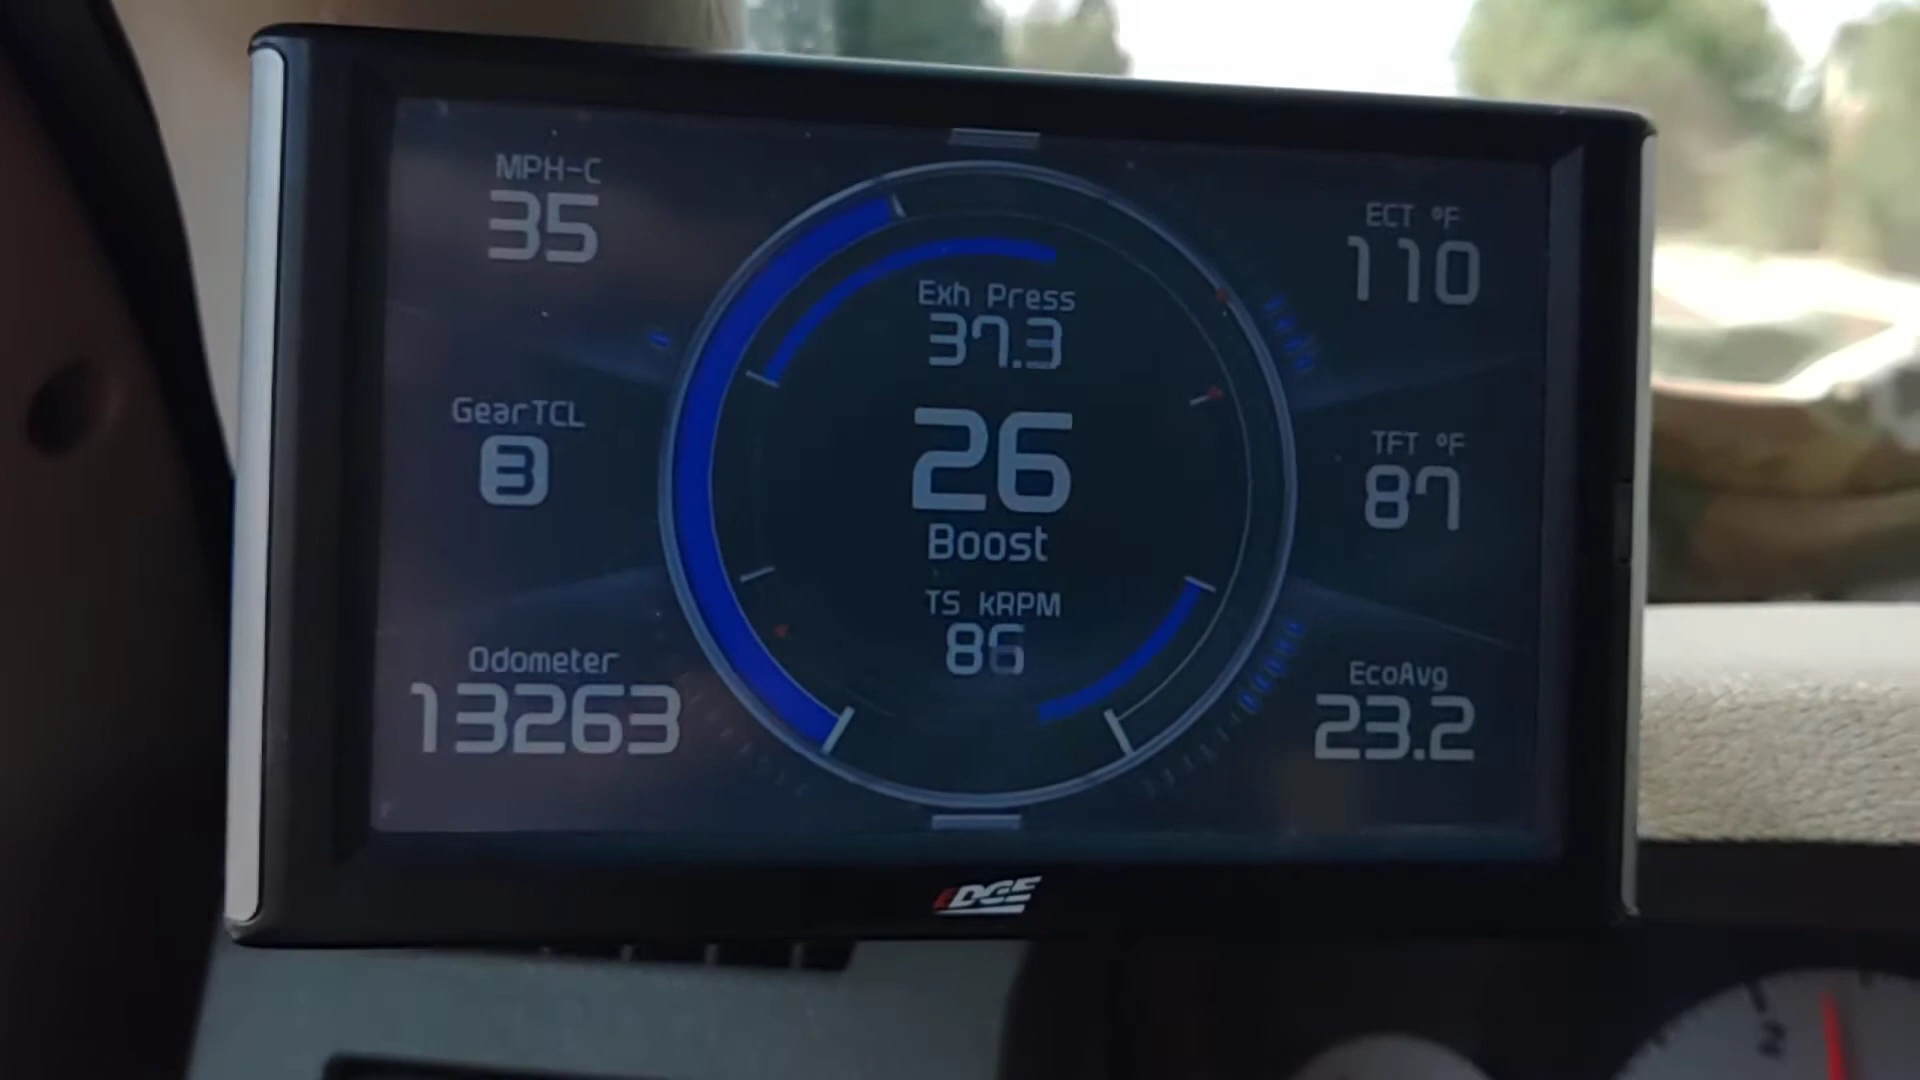 MPH-C
35
GearTCL
3
Odometer
13263
Exh Press
37.3
26
Boost
TS kRPM
ECT °F
110
TFT °F
87
EcoAvg
23.2
EDGE
2